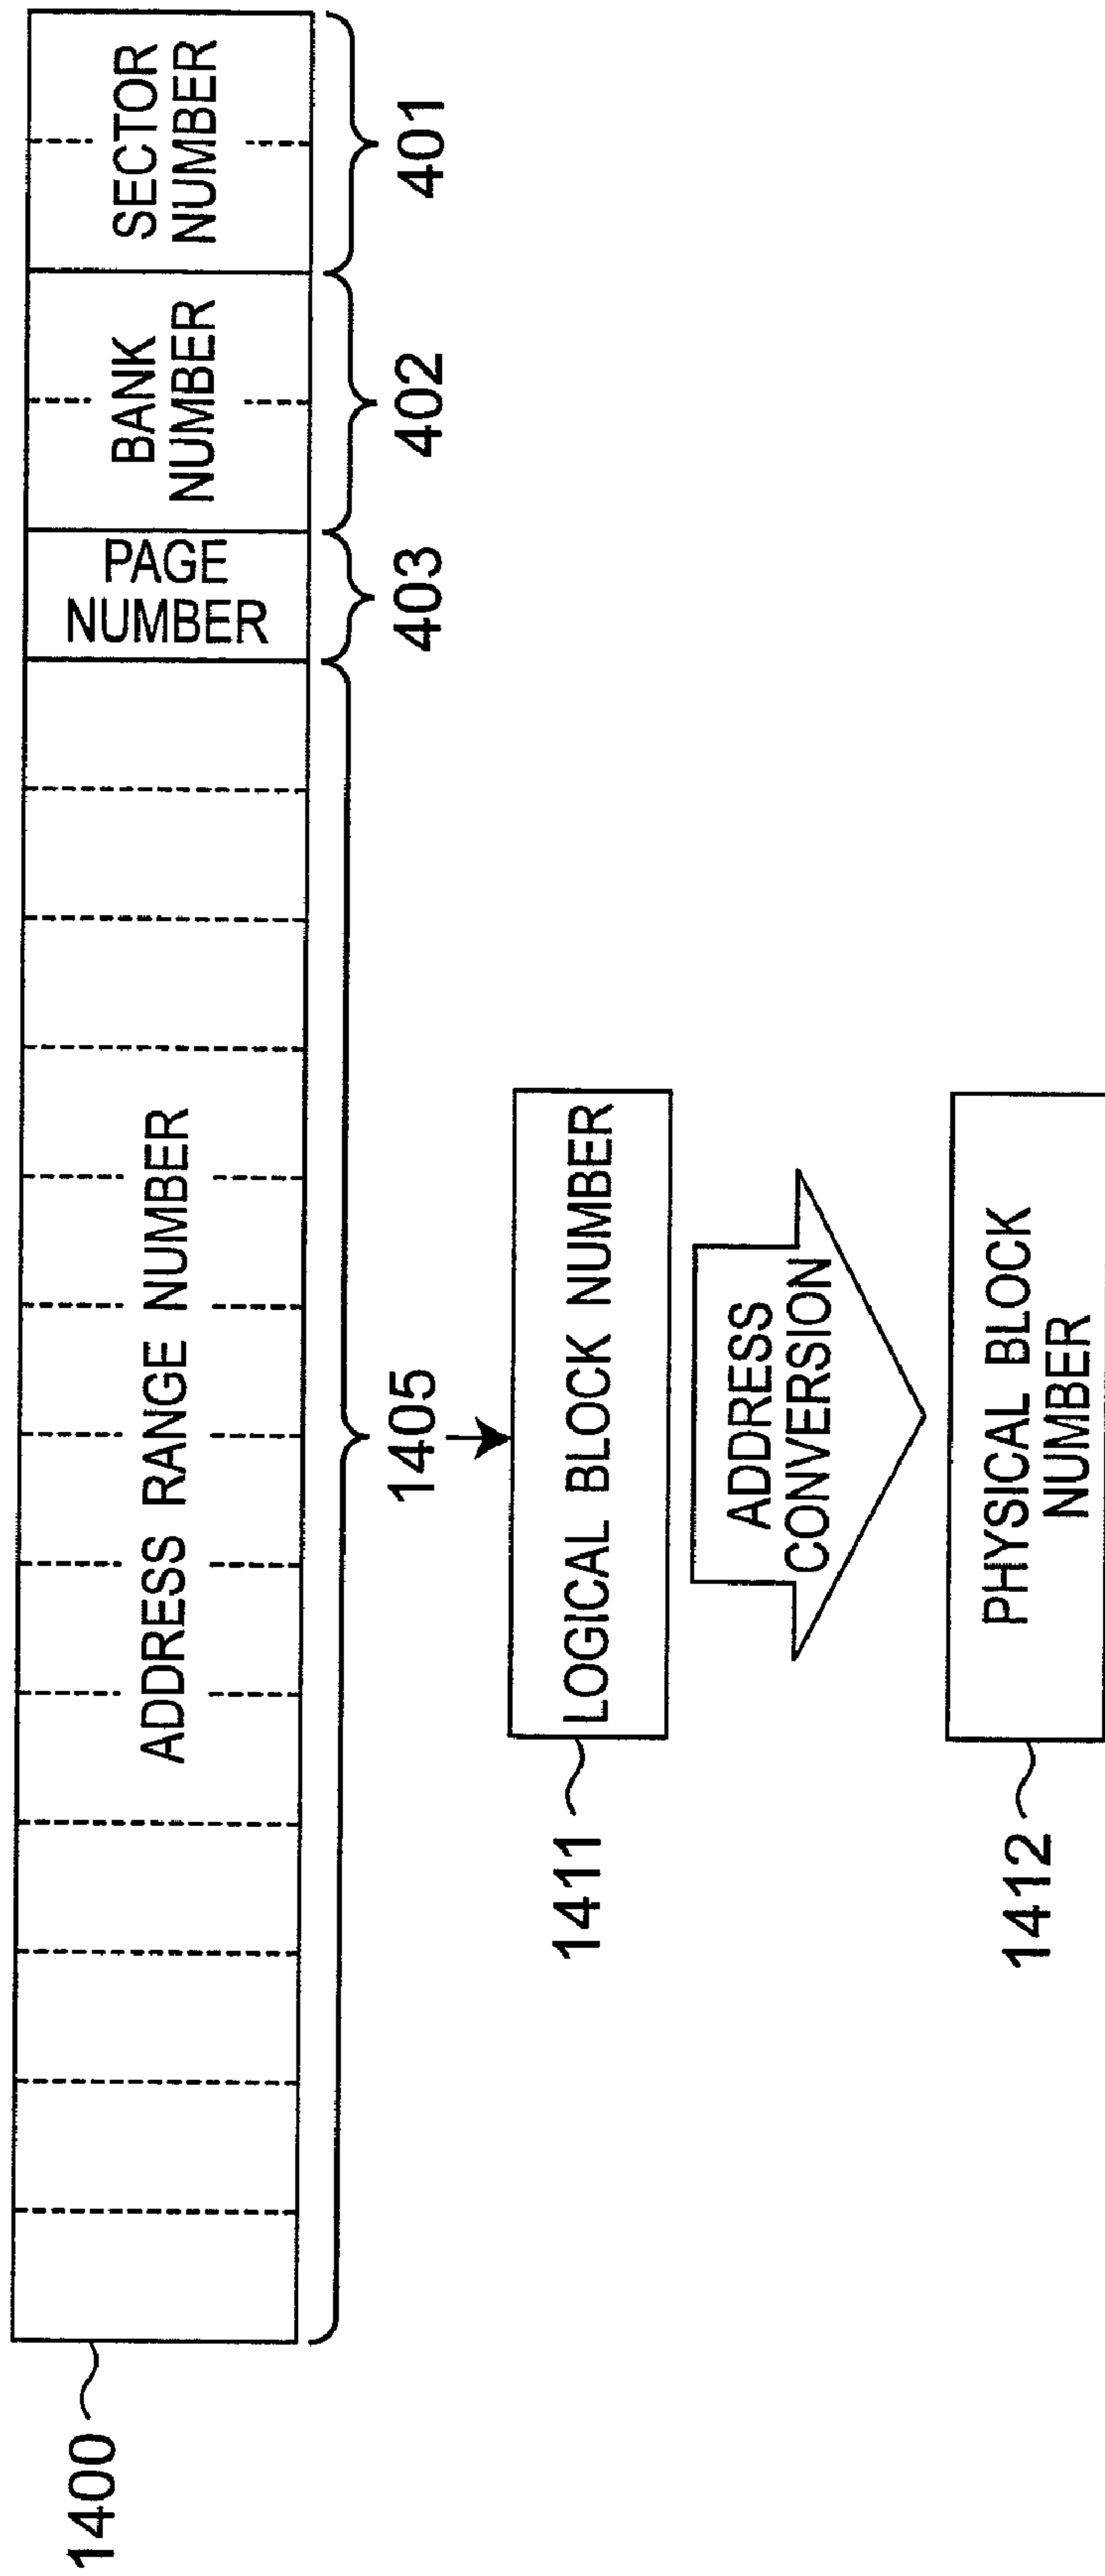 1400
ADDRESS RANGE NUMBER
PAGE
NUMBER
BANK
NUMBER
SECTOR
NUMBER
1405
403
402
401
1411
LOGICAL BLOCK NUMBER
ADDRESS
CONVERSION
1412
PHYSICAL BLOCK
NUMBER